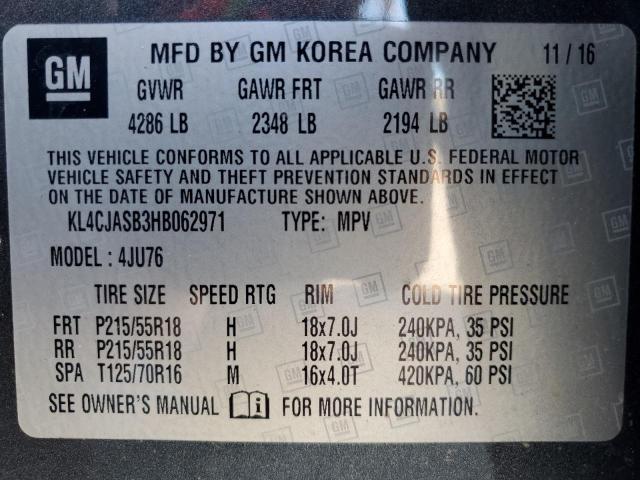 GM MFD BY GM KOREA COMPANY 11 / 16
GVWR GAWR FRT GAWR RR
4286 LB 2348 LB 2194 LB
THIS VEHICLE CONFORMS TO ALL APPLICABLE U.S. FEDERAL MOTOR
VEHICLE SAFETY AND THEFT PREVENTION STANDARDS IN EFFECT
ON THE DATE OF MANUFACTURE SHOWN ABOVE.
KL4CJASB3HB062971 TYPE: MPV
MODEL : 4JU76
TIRE SIZE SPEED RTG RIM COLD TIRE PRESSURE
FRT P215/55R18 H 18x7.0J 240KPA, 35 PSI
RR P215/55R18 H 18x7.0J 240KPA, 35 PSI
SPA T125/70R16 M 16x4.0T 420KPA, 60 PSI
SEE OWNER'S MANUAL FOR MORE INFORMATION.